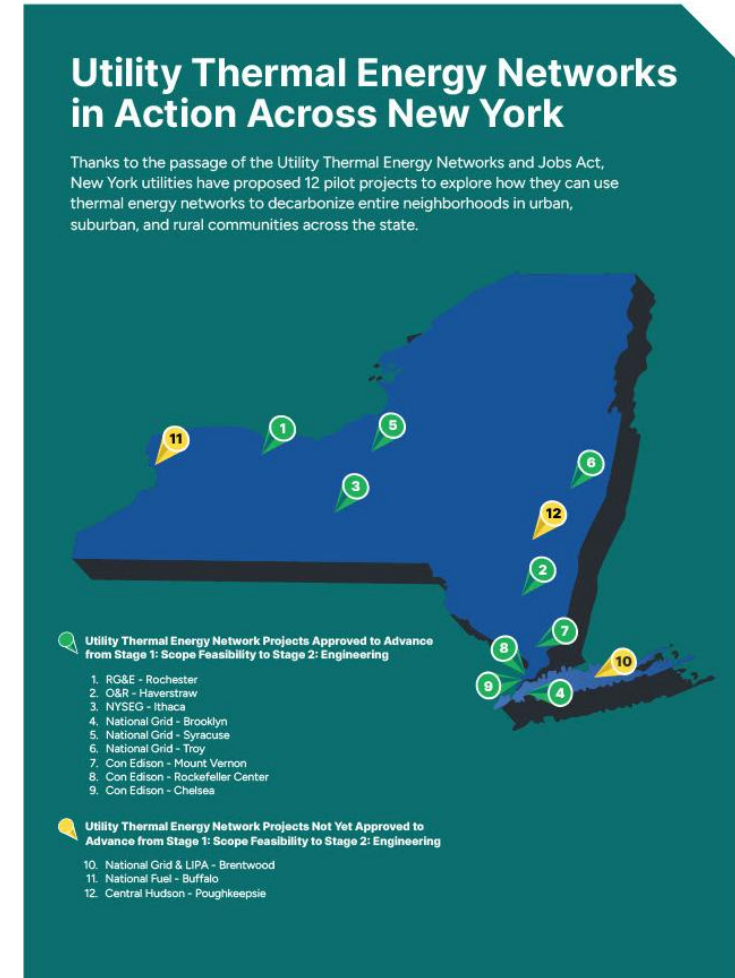 Utility Thermal Energy Networks
in Action Across New York
Thanks to the passage of the Utility Thermal Energy Networks and Jobs Act,
New York utilities have proposed 12 pilot projects to explore how they can use
thermal energy networks to decarbonize entire neighborhoods in urban,
suburban, and rural communities across the state.
11
1
5
3
6
12
2
7
8
10
9
4
Utility Thermal Energy Network Projects Approved to Advance
from Stage 1: Scope Feasibility to Stage 2: Engineering
1. RG&E - Rochester
2. O&R - Haverstraw
3. NYSEG - Ithaca
4. National Grid - Brooklyn
5. National Grid - Syracuse
6. National Grid - Troy
7. Con Edison - Mount Vernon
8. Con Edison - Rockefeller Center
9. Con Edison - Chelsea
Utility Thermal Energy Network Projects Not Yet Approved to
Advance from Stage 1: Scope Feasibility to Stage 2: Engineering
10. National Grid & LIPA - Brentwood
11. National Fuel - Buffalo
12. Central Hudson - Poughkeepsie